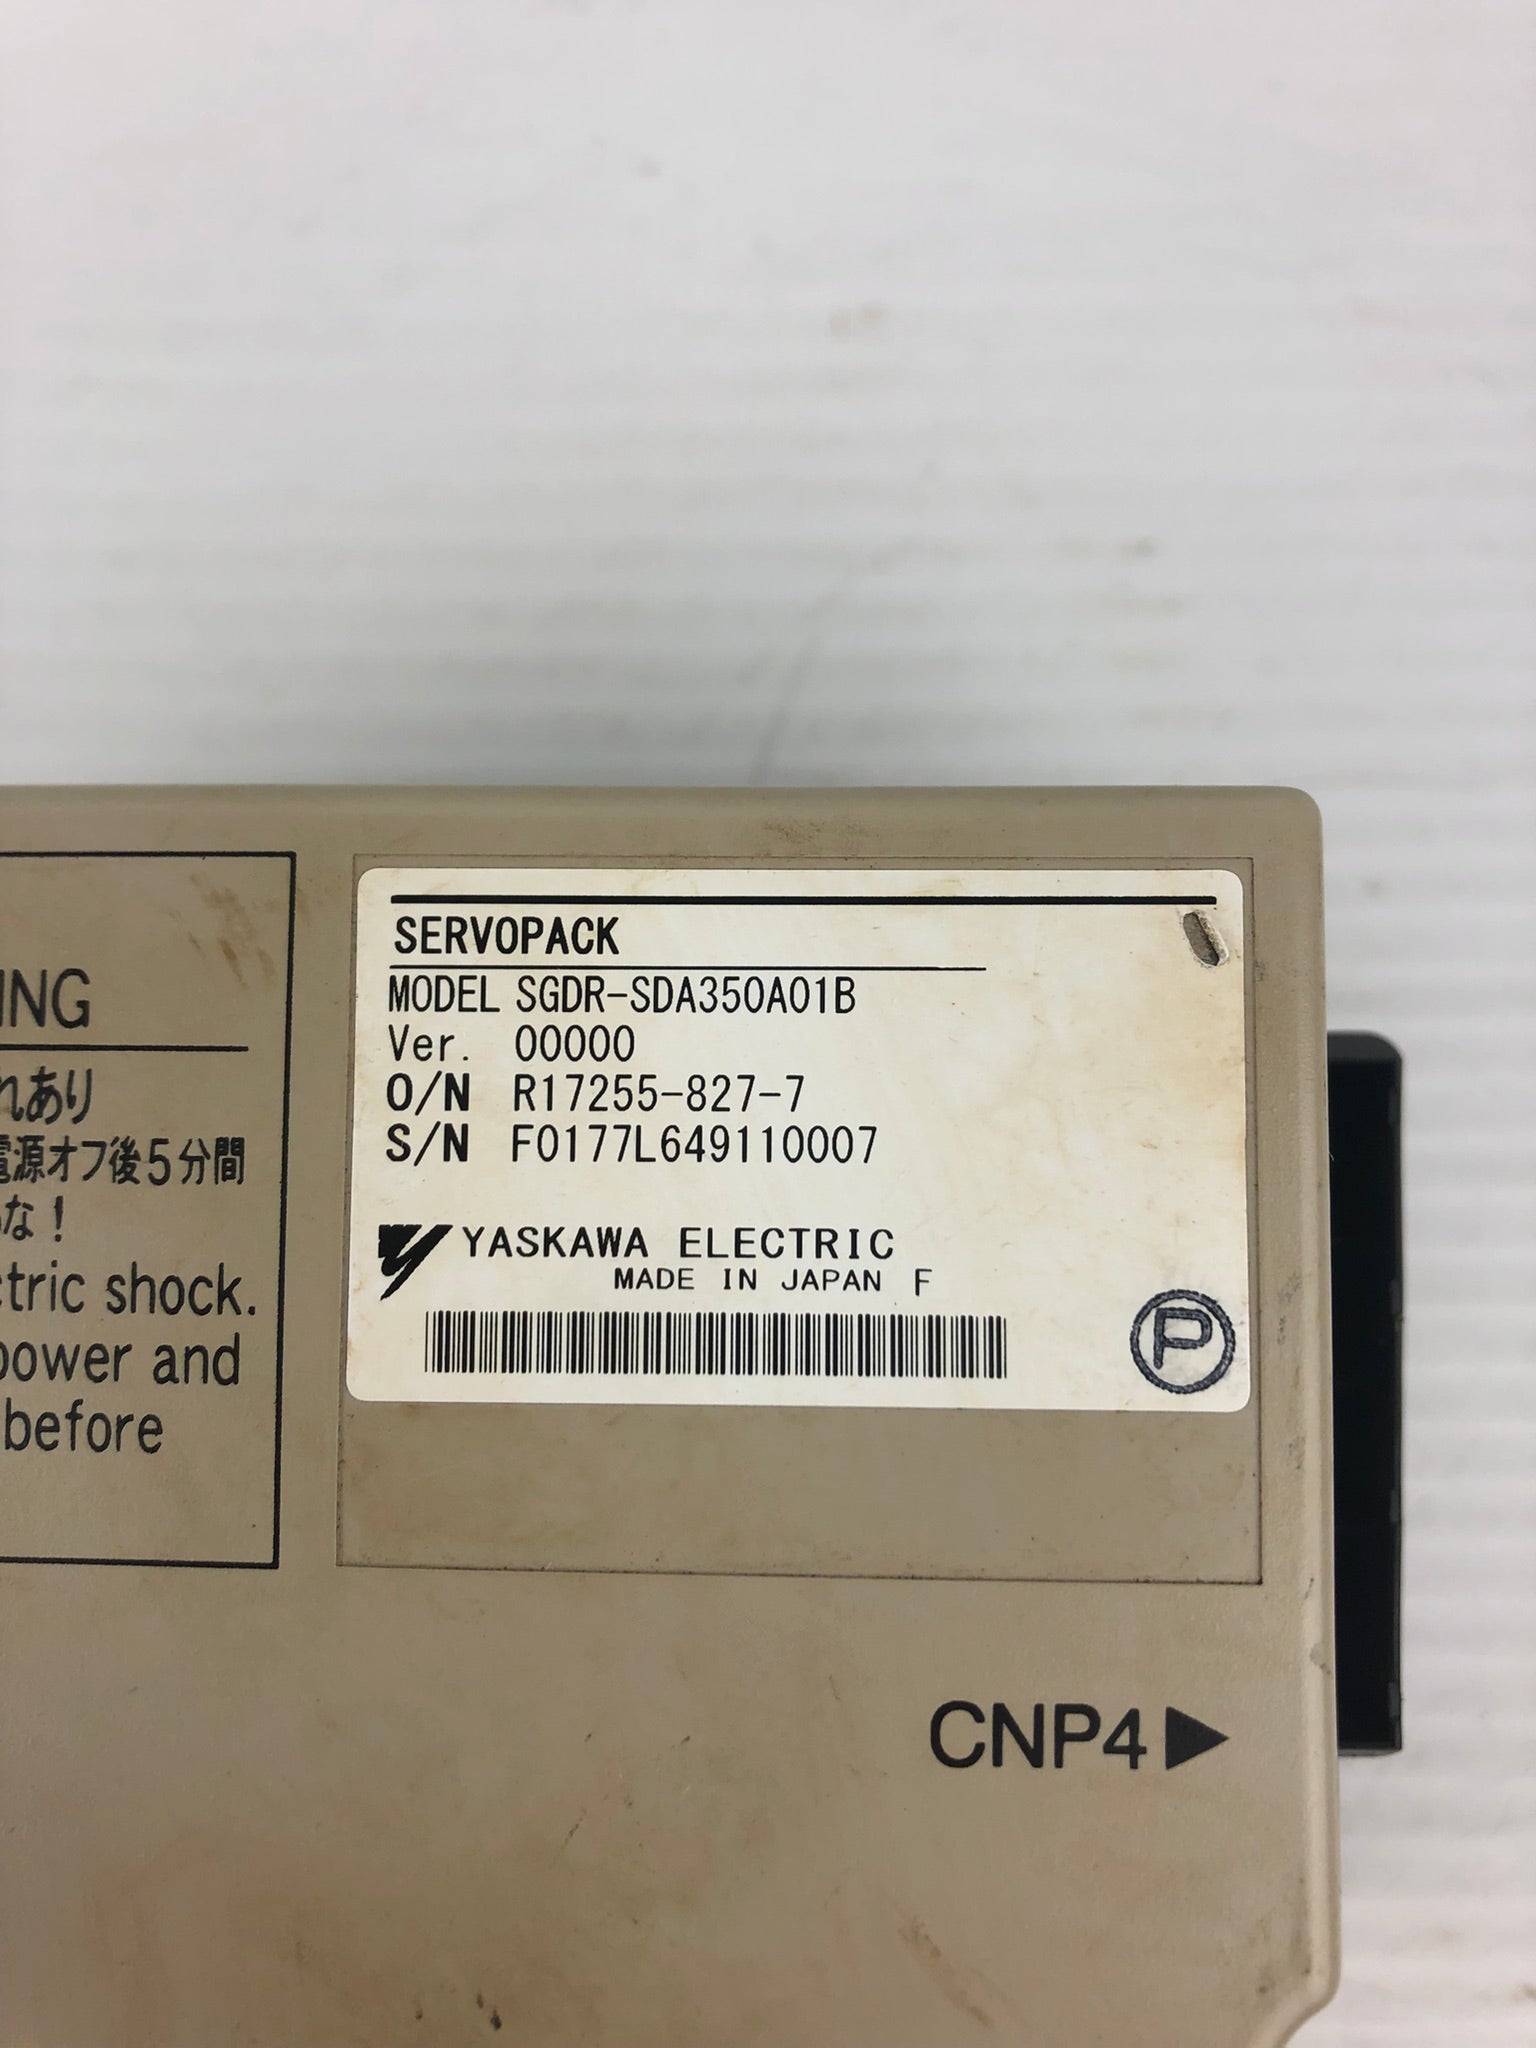 ING
れあり
電源オフ後5分間
な!
ctric shock.
power and
before
SERVOPACK
MODEL SGDR-SDA350A01B
Ver. 00000
O/N R17255-827-7
S/N F0177L649110007
YASKAWA ELECTRIC
MADE IN JAPAN F
P
CNP4